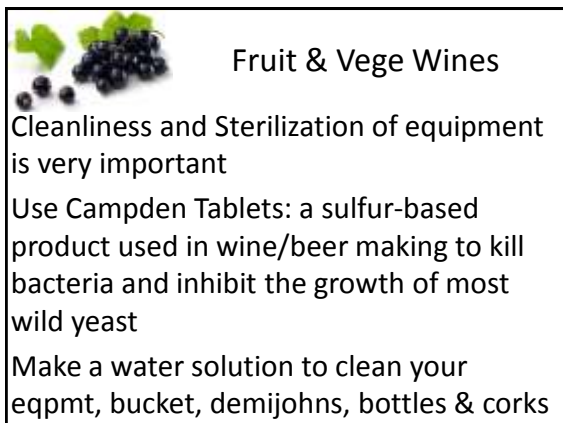 Fruit & Vege Wines
Cleanliness and Sterilization of equipment
is very important
Use Campden Tablets: a sulfur-based
product used in wine/beer making to kill
bacteria and inhibit the growth of most
wild yeast
Make a water solution to clean your
eqpmt, bucket, demijohns, bottles & corks